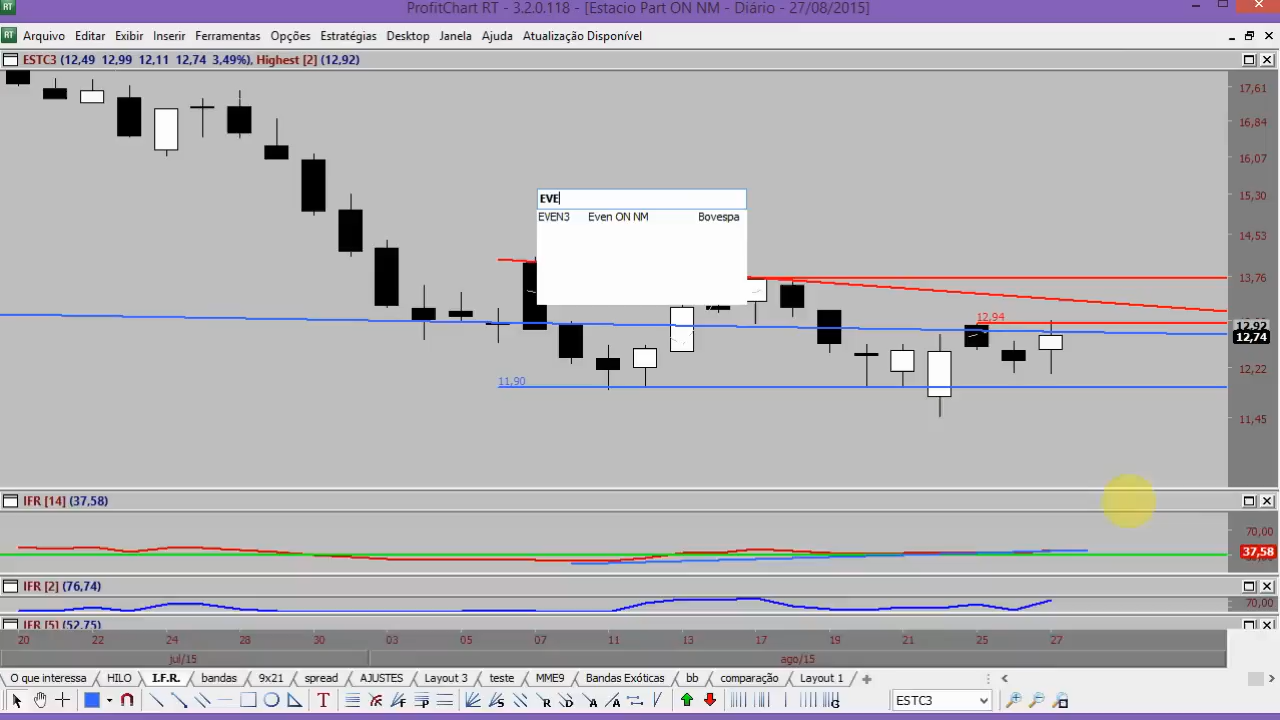 ProfitChart RT - 3.2.0.118 - [Estacio Part ON NM - Diário - 27/08/2015]
RT Arquivo Editar Exibir Inserir Ferramentas Opções Estratégias Desktop Janela Ajuda Atualização Disponível
ESTC3 (12,49 12,99 12,11 12,74 3,49%), Highest [2] (12,92)
17,61
16,84
16,07
15,30
14,53
13,76
12,92
12,74
12,22
11,45
EVE
EVEN3 Even ON NM Bovespa
12,94
11,90
IFR [14] (37,58)
70,00
37,58
IFR [2] (76,74)
70,00
IFR [5] (52,75)
20 22 24 28 30 03 05 07 11 13 17 19 21 25 27
jul/15 ago/15
O que interessa HILO I.F.R. bandas 9x21 spread AJUSTES Layout 3 teste MME9 Bandas Exóticas bb comparação Layout 1
ESTC3